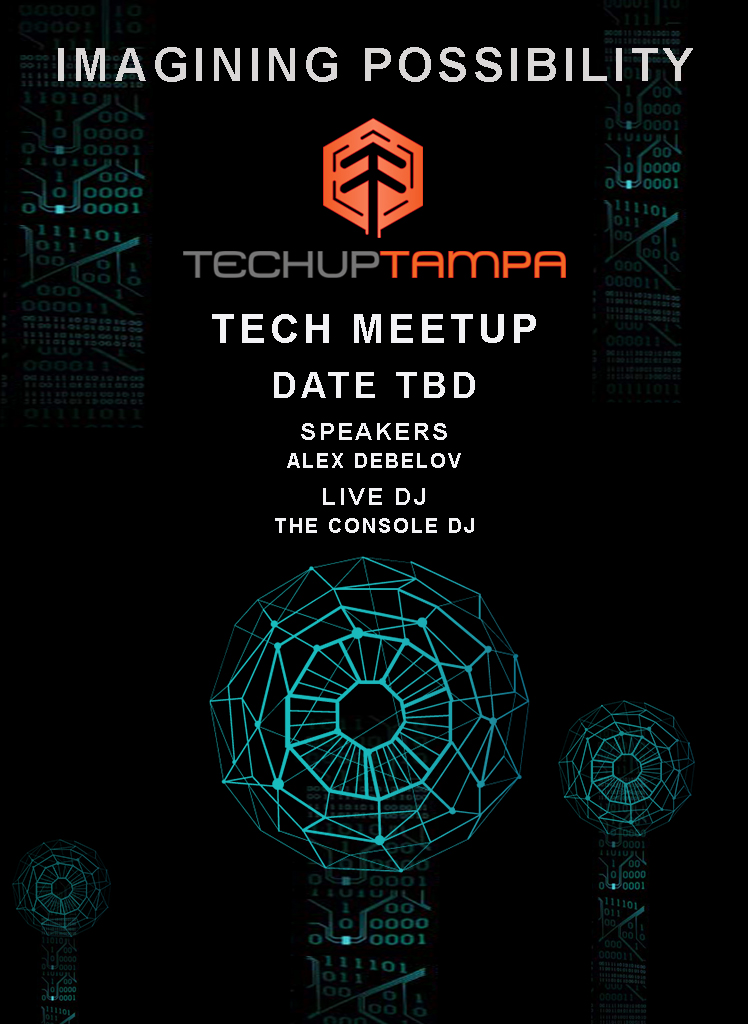 IMAGINING POSSIBILITY
TECHUPTAMPA
TECH MEETUP
DATE TBD
SPEAKERS
ALEX DEBELOV
LIVE DJ
THE CONSOLE DJ